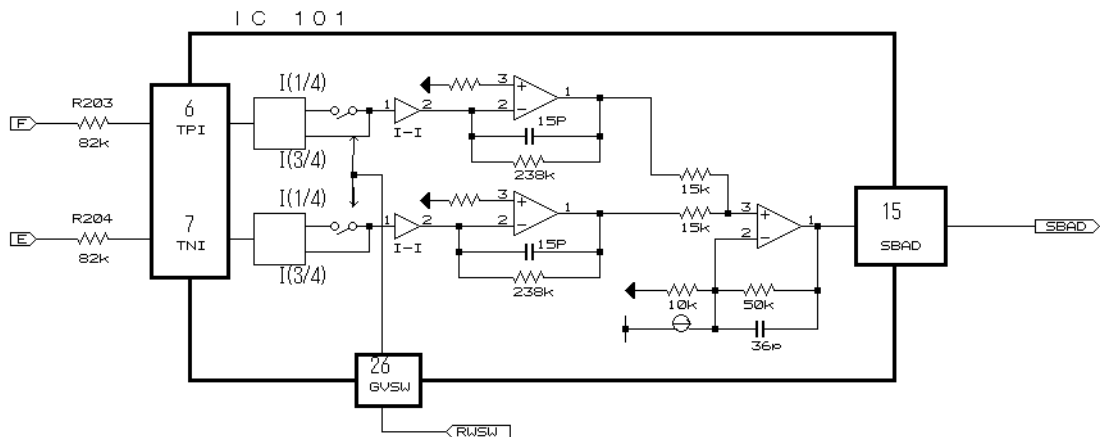 IC 101
I(1/4)
R203
6
3
+
1
F
TPI
1
2
2
−
82k
I-I
15P
I(3/4)
238k
15k
I(1/4)
3
+
1
R204
7
1
2
2
−
15k
3
+
1
15
E
TNI
I-I
15P
2
−
SBAD
SBAD
82k
I(3/4)
238k
10k
50k
36p
26
GVSW
RWSW